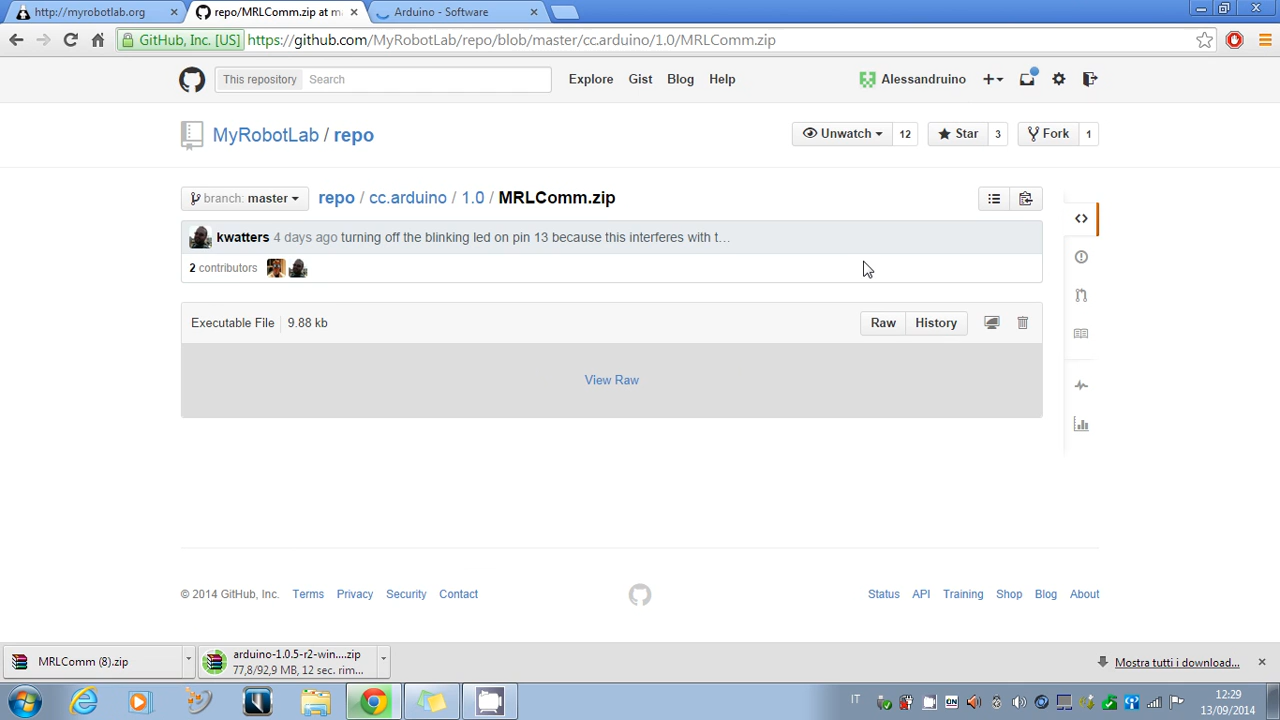 http://myrobotlab.org
repo/MRLComm.zip at ma
Arduino - Software
GitHub, Inc. [US]
https://github.com/MyRobotLab/repo/blob/master/cc.arduino/1.0/MRLComm.zip
This repository
Search
Explore
Gist
Blog
Help
Alessandruino
MyRobotLab / repo
Unwatch
12
Star
3
Fork
1
branch: master
repo / cc.arduino / 1.0 / MRLComm.zip
kwatters 4 days ago turning off the blinking led on pin 13 because this interferes with t…
2 contributors
Executable File
9.88 kb
Raw
History
View Raw
© 2014 GitHub, Inc.
Terms
Privacy
Security
Contact
Status
API
Training
Shop
Blog
About
MRLComm (8).zip
arduino-1.0.5-r2-win....zip
77,8/92,9 MB, 12 sec. rim...
Mostra tutti i download...
IT
12:29
13/09/2014